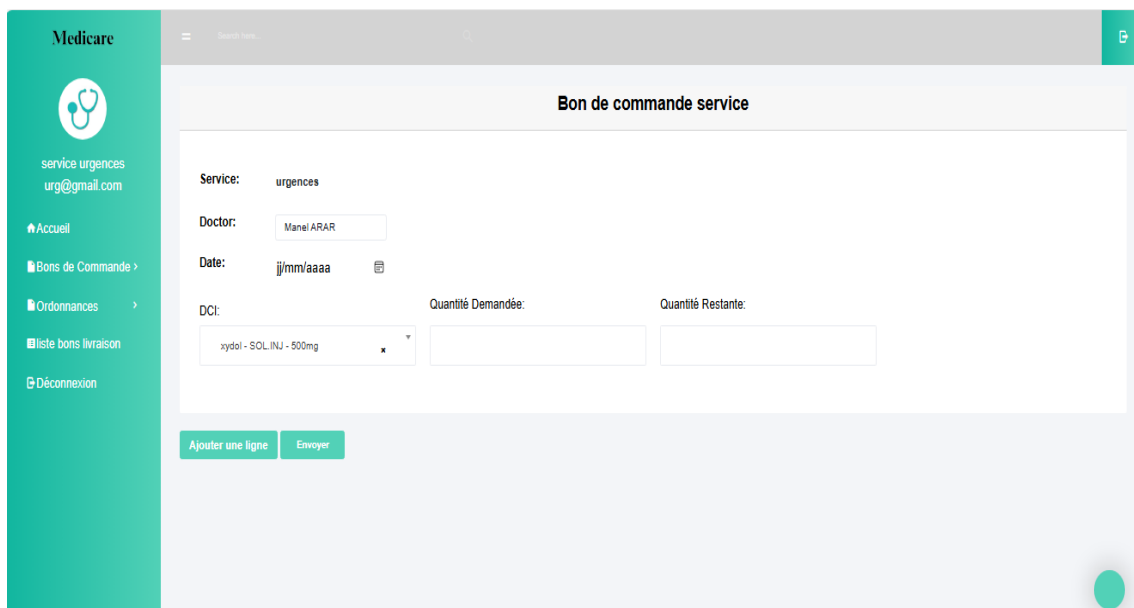 Medicare
Search here...
service urgences
urg@gmail.com
Accueil
Bons de Commande >
Ordonnances >
liste bons livraison
Déconnexion
Bon de commande service
Service: urgences
Doctor: Manel ARAR
Date: jj/mm/aaaa
DCI: Quantité Demandée: Quantité Restante:
xydol - SOL.INJ - 500mg x
Ajouter une ligne Envoyer